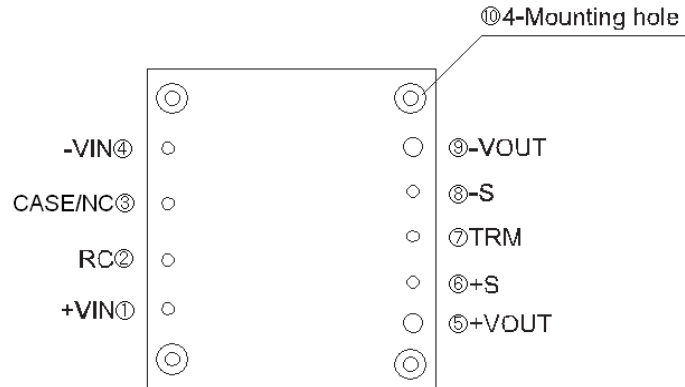 ⑩4-Mounting hole
-VIN④
⑨-VOUT
⑧-S
CASE/NC③
⑦TRM
RC②
⑥+S
+VIN①
⑤+VOUT